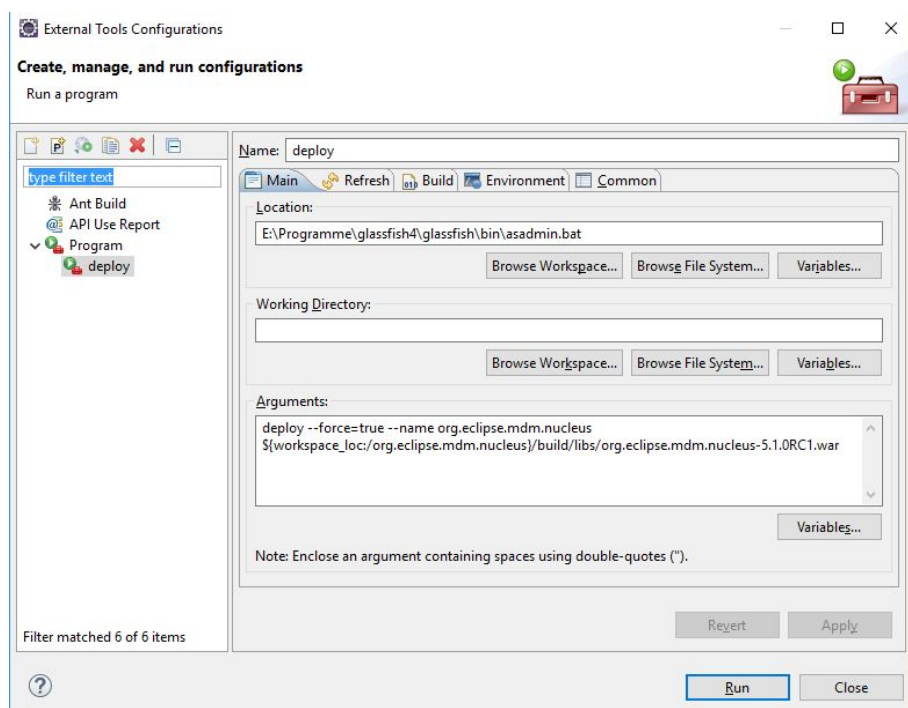 External Tools Configurations
Create, manage, and run configurations
Run a program
type filter text
Ant Build
API Use Report
Program
deploy
Filter matched 6 of 6 items
Name: deploy
Main Refresh Build Environment Common
Location:
E:\Programme\glassfish4\glassfish\bin\asadmin.bat
Browse Workspace... Browse File System... Variables...
Working Directory:
Browse Workspace... Browse File System... Variables...
Arguments:
deploy --force=true --name org.eclipse.mdm.nucleus
${workspace_loc:/org.eclipse.mdm.nucleus}/build/libs/org.eclipse.mdm.nucleus-5.1.0RC1.war
Variables...
Note: Enclose an argument containing spaces using double-quotes (").
Revert Apply
Run Close